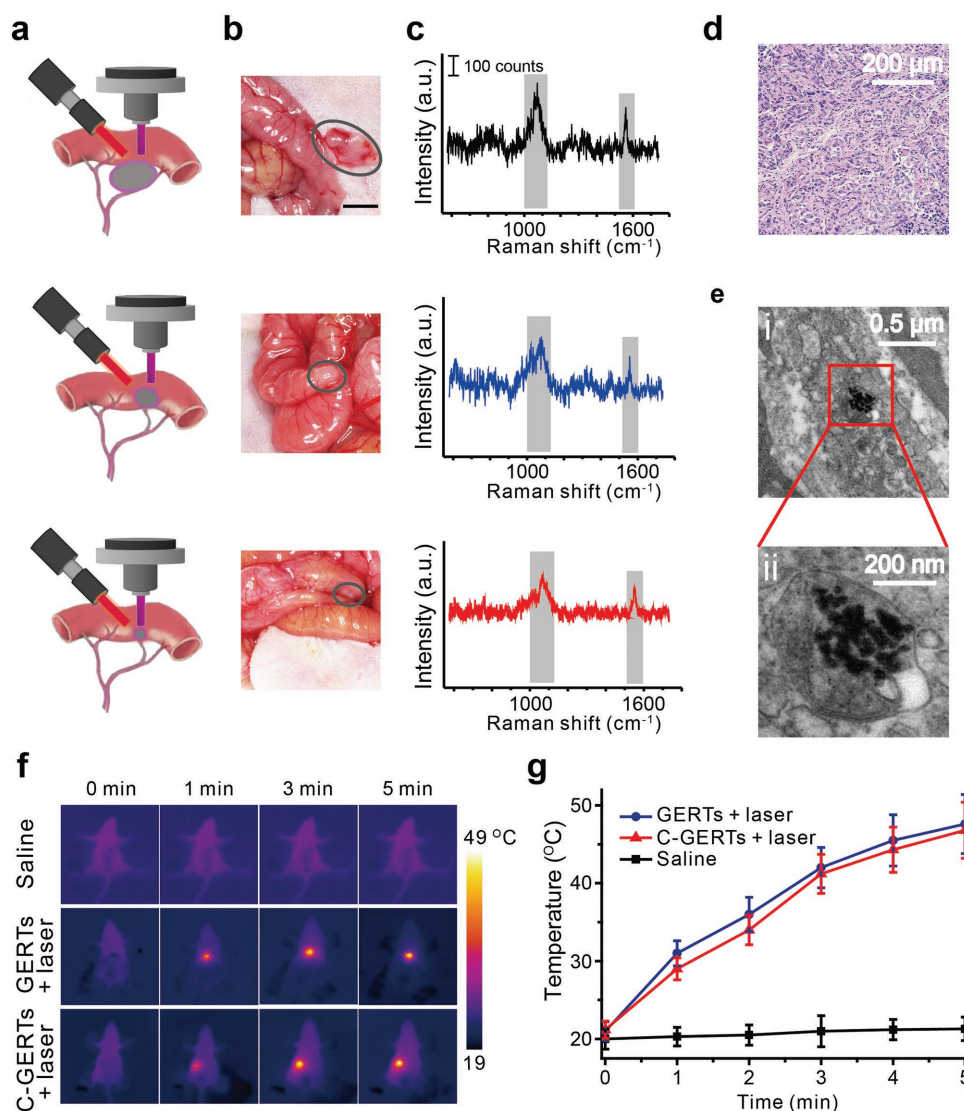 a
b
c
d
100 counts
Intensity (a.u.)
1000 1600
Raman shift (cm⁻¹)
200 μm
Intensity (a.u.)
1000 1600
Raman shift (cm⁻¹)
e
i
0.5 μm
Intensity (a.u.)
1000 1600
Raman shift (cm⁻¹)
ii
200 nm
f
0 min 1 min 3 min 5 min
Saline
GERTs
+ laser
C-GERTs
+ laser
49 °C
19
g
GERTs + laser
C-GERTs + laser
Saline
Temperature (°C)
50
40
30
20
0 1 2 3 4 5
Time (min)